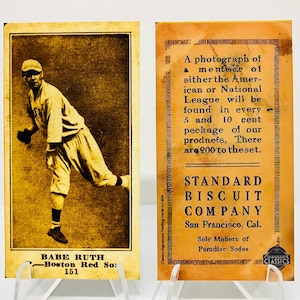 BABE RUTH
P.—Boston Red Sox
151
A photograph of
a member of
either the Amer-
ican or National
League will be
found in every
5 and 10 cent
package of our
products. There
are 200 to the set.
STANDARD
BISCUIT
COMPANY
San Francisco, Cal.
Sole Makers of
Paradise Sodas
CLASSICS